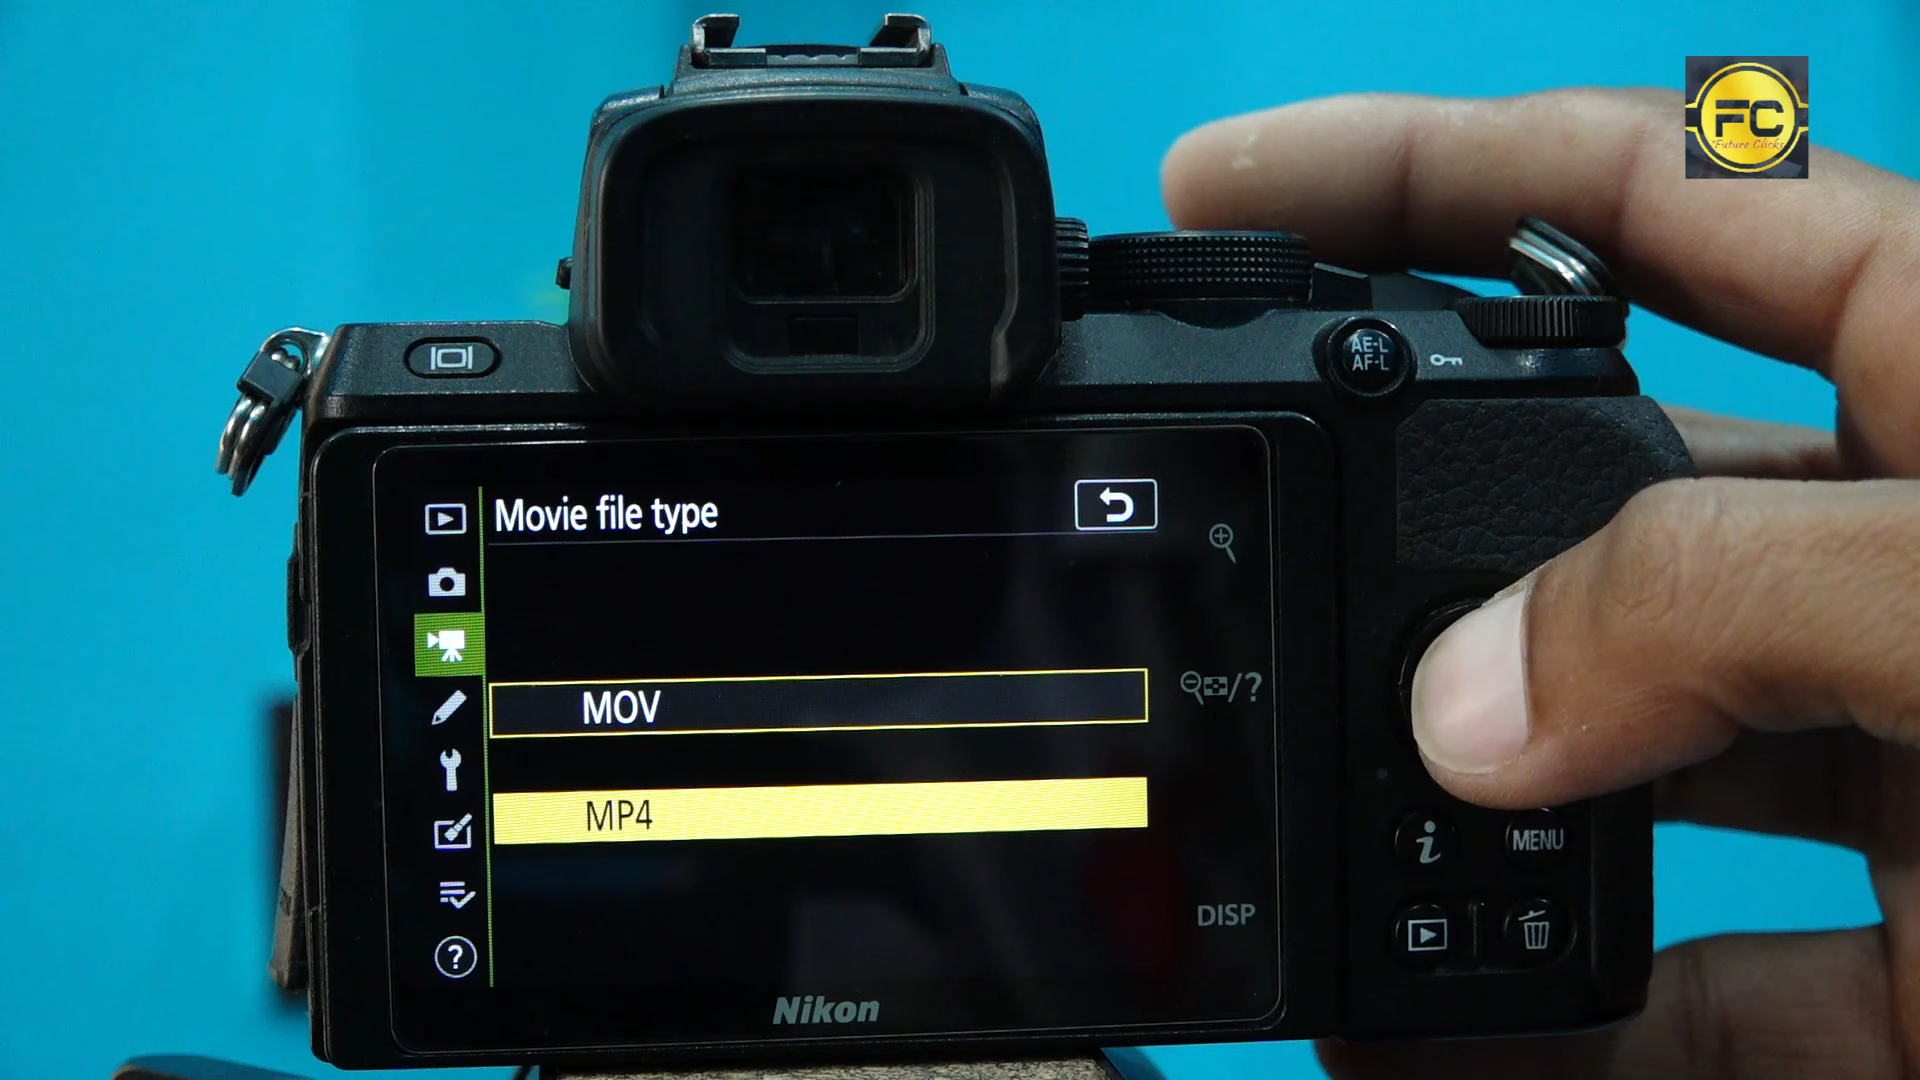 FC
Future Clicks
AE-L
AF-L
Movie file type
MOV
/?
MP4
i
MENU
DISP
?
Nikon